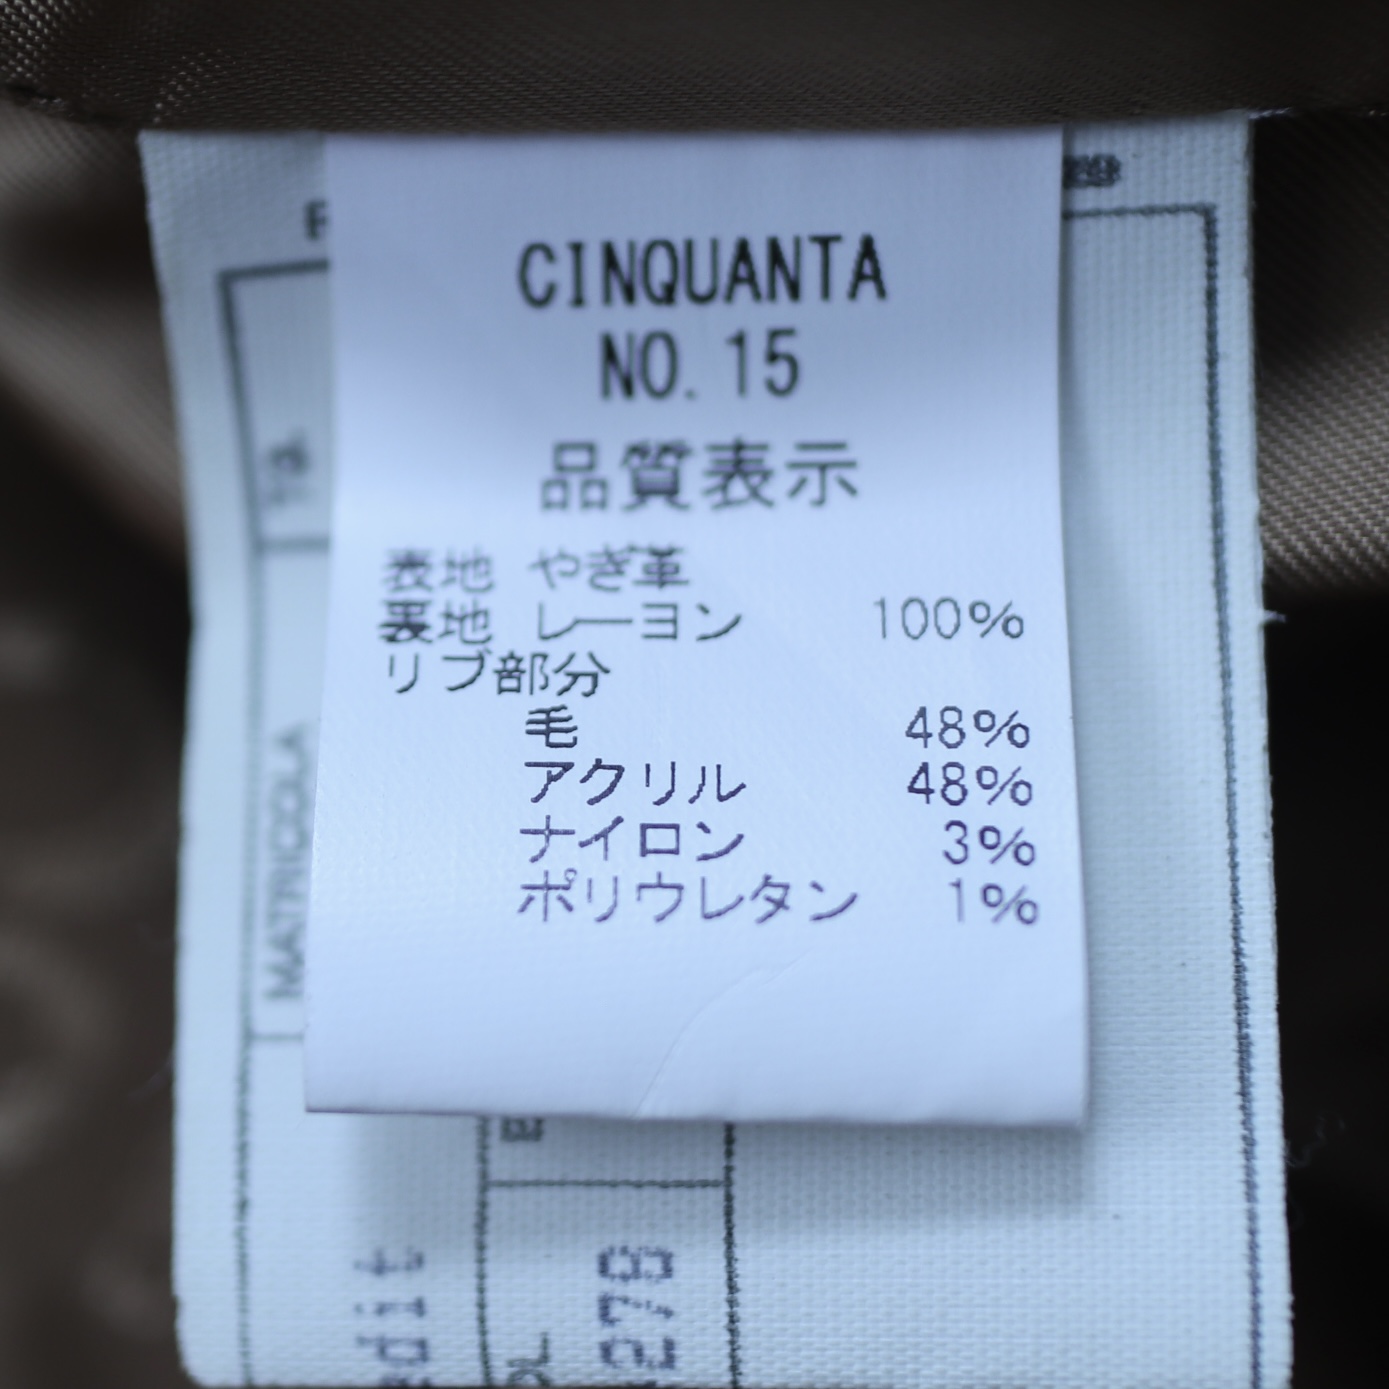 CINQUANTA
NO. 15
品質表示
表地 やぎ革
裏地 レーヨン 100%
リブ部分
毛 48%
アクリル 48%
ナイロン 3%
ポリウレタン 1%
MATRICOLA